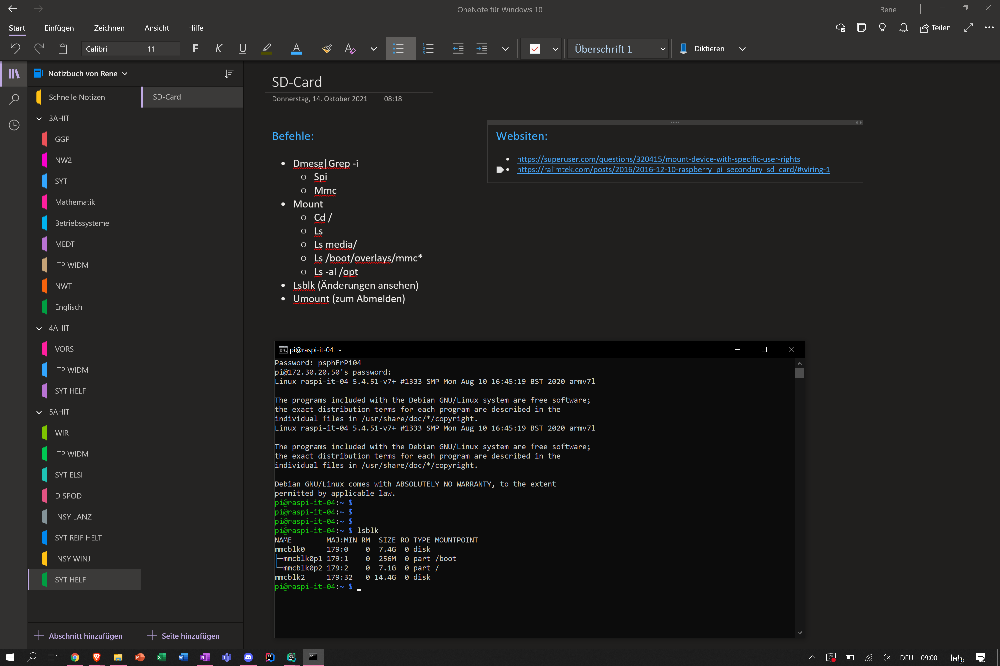 OneNote für Windows 10
Rene
Start Einfügen Zeichnen Ansicht Hilfe
Teilen
Calibri 11 F K U A A Überschrift 1 Diktieren
Notizbuch von Rene
Schnelle Notizen
3AHIT
GGP
NW2
SYT
Mathematik
Betriebssysteme
MEDT
ITP WIDM
NWT
Englisch
4AHIT
VORS
ITP WIDM
SYT HELF
5AHIT
WIR
ITP WIDM
SYT ELSI
D SPOD
INSY LANZ
SYT REIF HELT
INSY WINJ
SYT HELF
Abschnitt hinzufügen
SD-Card
Seite hinzufügen
SD-Card
Donnerstag, 14. Oktober 2021 08:18
Befehle:
• Dmesg|Grep -i
○ Spi
○ Mmc
• Mount
○ Cd /
○ Ls
○ Ls media/
○ Ls /boot/overlays/mmc*
○ Ls -al /opt
• Lsblk (Änderungen ansehen)
• Umount (zum Abmelden)
Websiten:
• https://superuser.com/questions/320415/mount-device-with-specific-user-rights
• https://ralimtek.com/posts/2016/2016-12-10-raspberry_pi_secondary_sd_card/#wiring-1
pi@raspi-it-04: ~
Password: psphFrPi04
pi@172.30.20.50's password:
Linux raspi-it-04 5.4.51-v7+ #1333 SMP Mon Aug 10 16:45:19 BST 2020 armv7l
The programs included with the Debian GNU/Linux system are free software;
the exact distribution terms for each program are described in the
individual files in /usr/share/doc/*/copyright.
Linux raspi-it-04 5.4.51-v7+ #1333 SMP Mon Aug 10 16:45:19 BST 2020 armv7l
The programs included with the Debian GNU/Linux system are free software;
the exact distribution terms for each program are described in the
individual files in /usr/share/doc/*/copyright.
Debian GNU/Linux comes with ABSOLUTELY NO WARRANTY, to the extent
permitted by applicable law.
pi@raspi-it-04:~ $
pi@raspi-it-04:~ $
pi@raspi-it-04:~ $
pi@raspi-it-04:~ $ lsblk
NAME MAJ:MIN RM SIZE RO TYPE MOUNTPOINT
mmcblk0 179:0 0 7.4G 0 disk
├─mmcblk0p1 179:1 0 256M 0 part /boot
└─mmcblk0p2 179:2 0 7.1G 0 part /
mmcblk2 179:32 0 14.4G 0 disk
pi@raspi-it-04:~ $
DEU 09:00